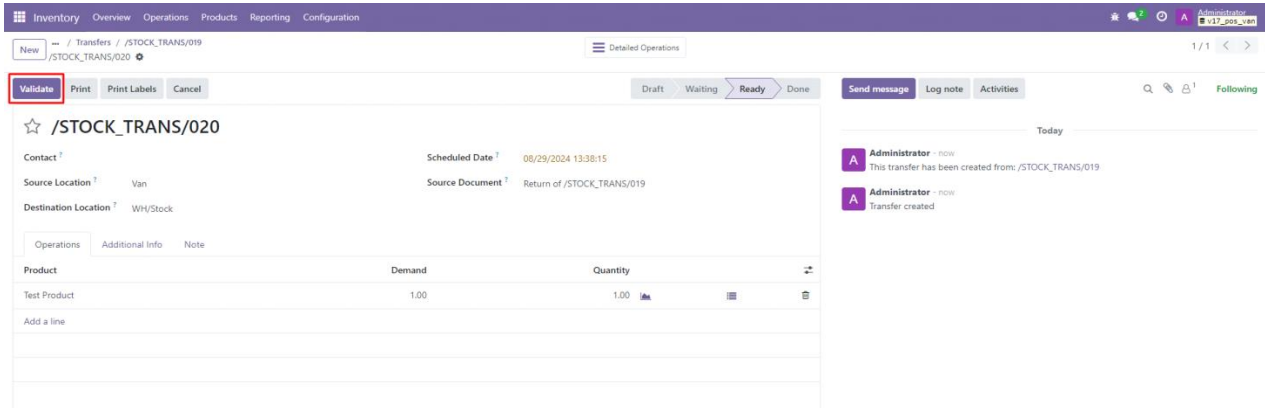 Inventory Overview Operations Products Reporting Configuration 2 A Administrator v17_pos_van
New ... / Transfers / /STOCK_TRANS/019 Detailed Operations 1 / 1
/STOCK_TRANS/020
Validate Print Print Labels Cancel Draft Waiting Ready Done Send message Log note Activities 1 Following
/STOCK_TRANS/020 Today
Contact ? Scheduled Date ? 08/29/2024 13:38:15
Source Location ? Van Source Document ? Return of /STOCK_TRANS/019
Destination Location ? WH/Stock
A Administrator - now
This transfer has been created from: /STOCK_TRANS/019
A Administrator - now
Transfer created
Operations Additional Info Note
Product Demand Quantity
Test Product 1.00 1.00
Add a line